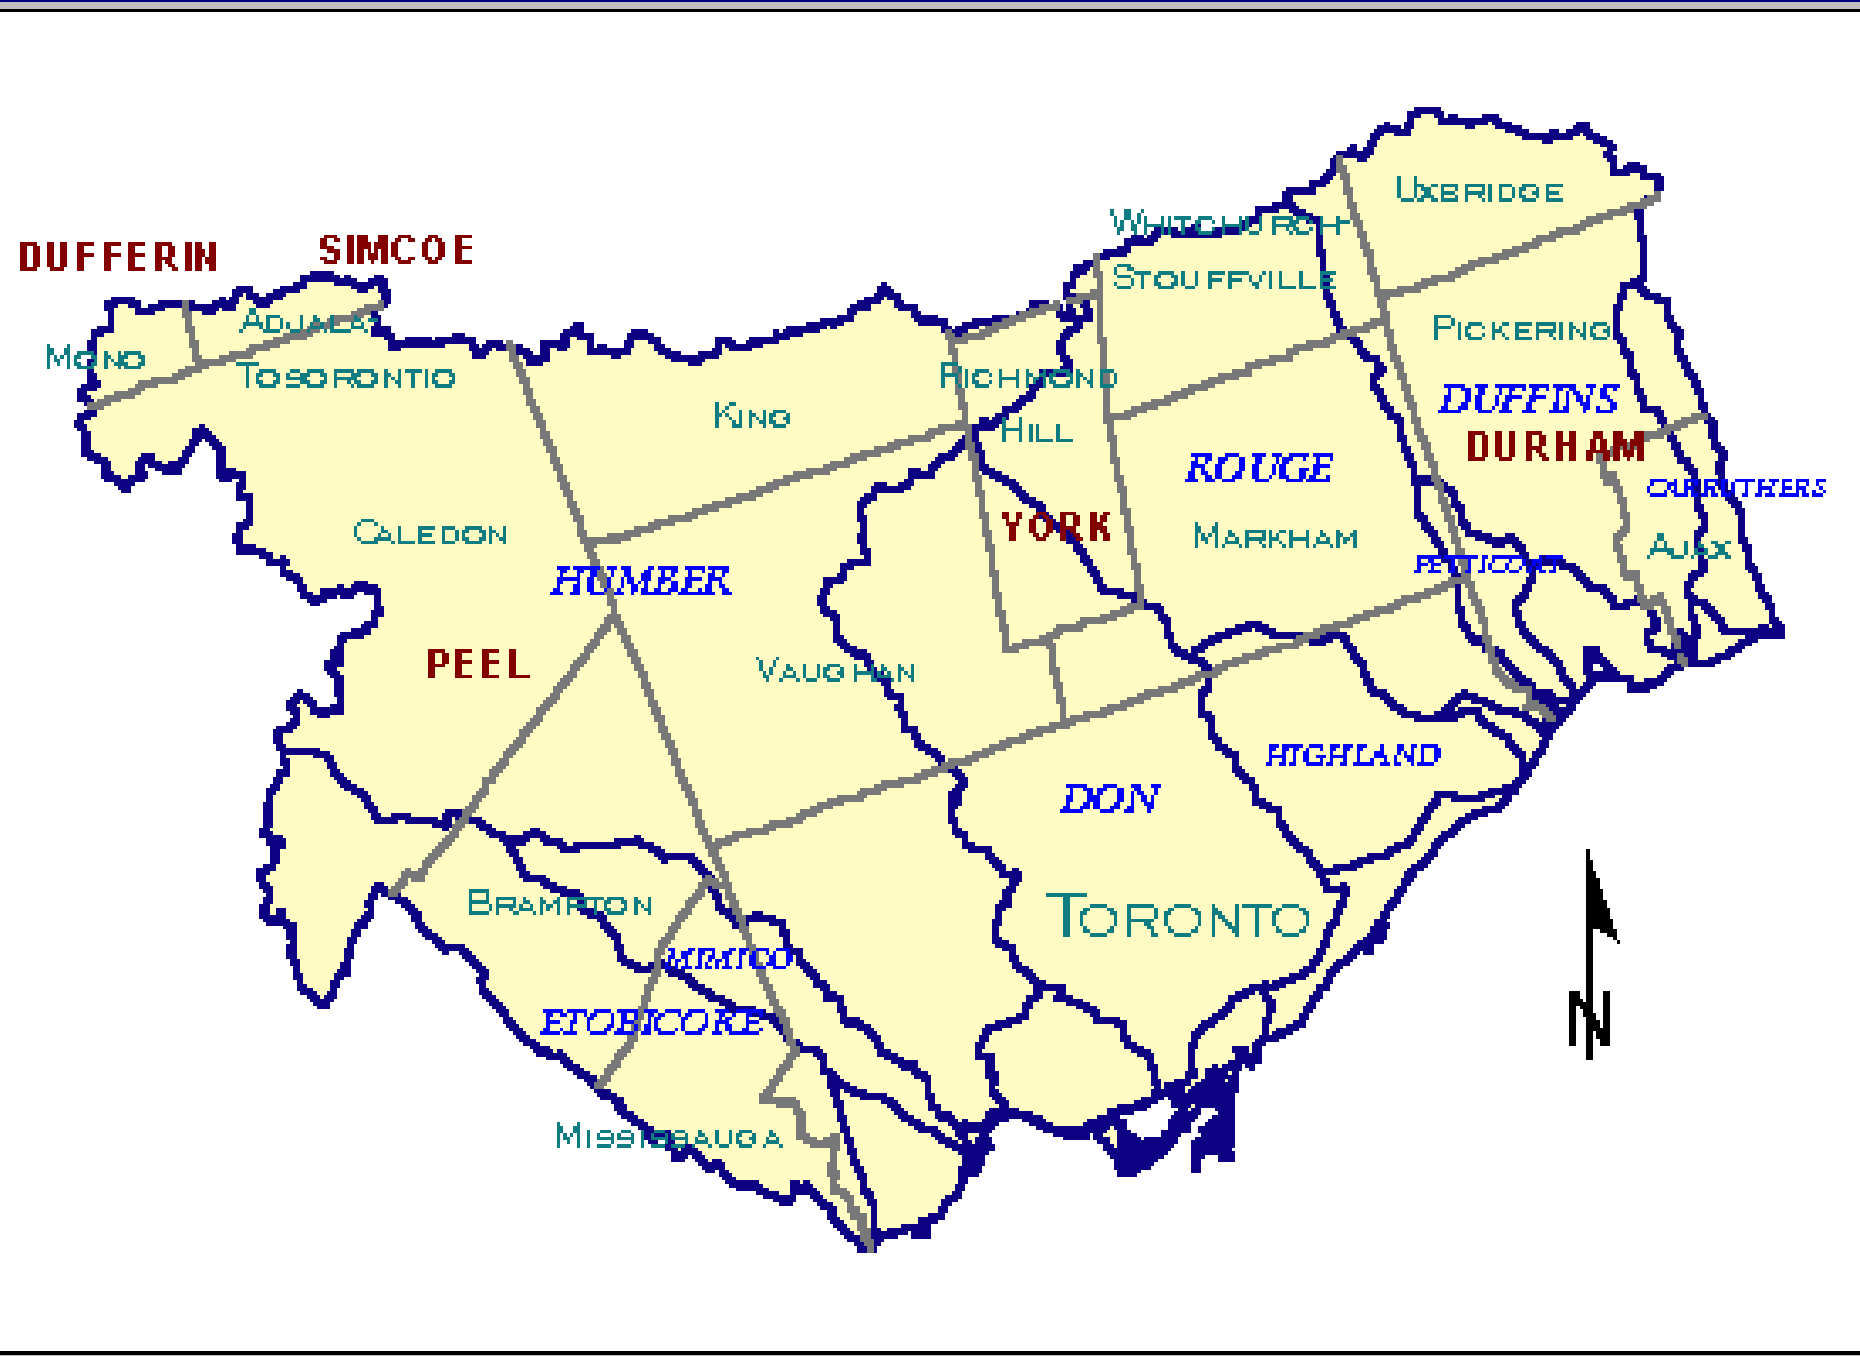 UXBRIDGE
WHITCHURCH-
DUFFERIN
SIMCOE
STOUFFVILLE
ADJALA-
PICKERING
MONO
TOSORONTIO
RICHMOND
DUFFINS
KING
HILL
DURHAM
ROUGE
CARRUTHERS
CALEDON
YORK
MARKHAM
AJAX
PETTICOAT
HUMBER
PEEL
VAUGHAN
HIGHLAND
DON
BRAMPTON
TORONTO
MIMICO
ETOBICOKE
N
MISSISSAUGA